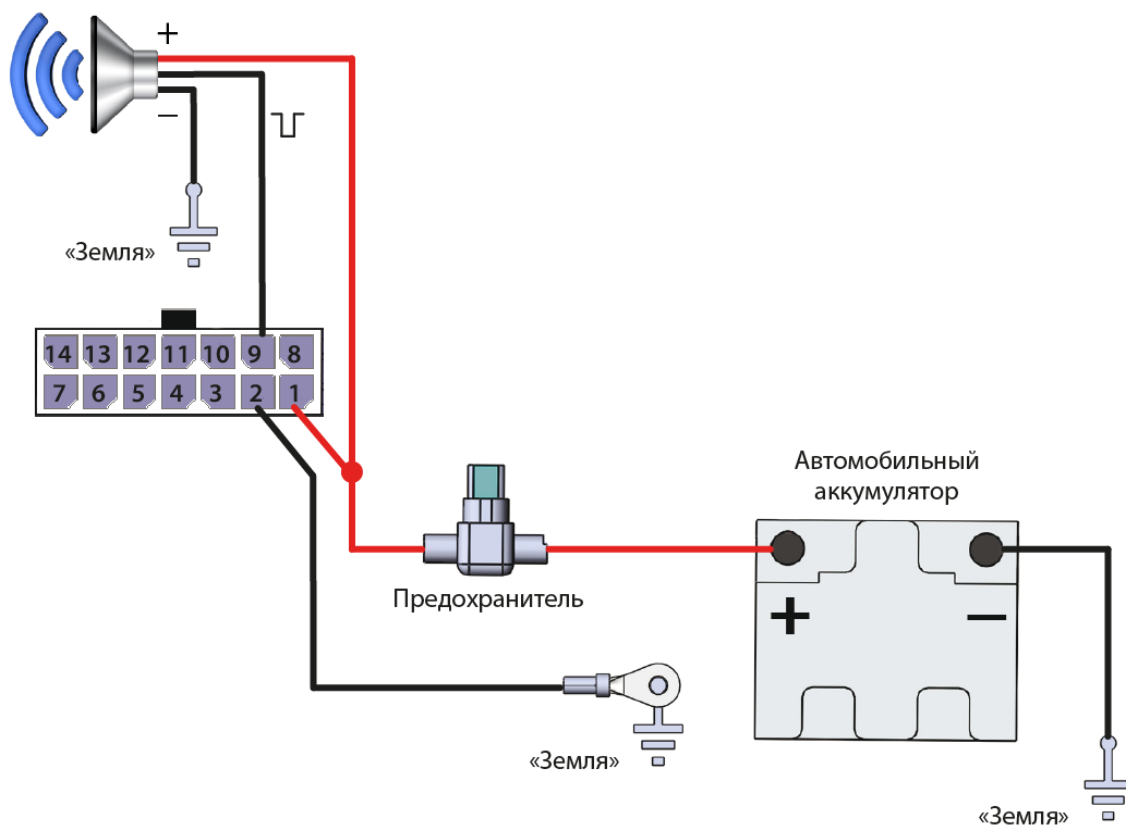 +
−
«Земля»
14 13 12 11 10 9 8
7 6 5 4 3 2 1
Автомобильный
аккумулятор
Предохранитель
+ −
«Земля»
«Земля»